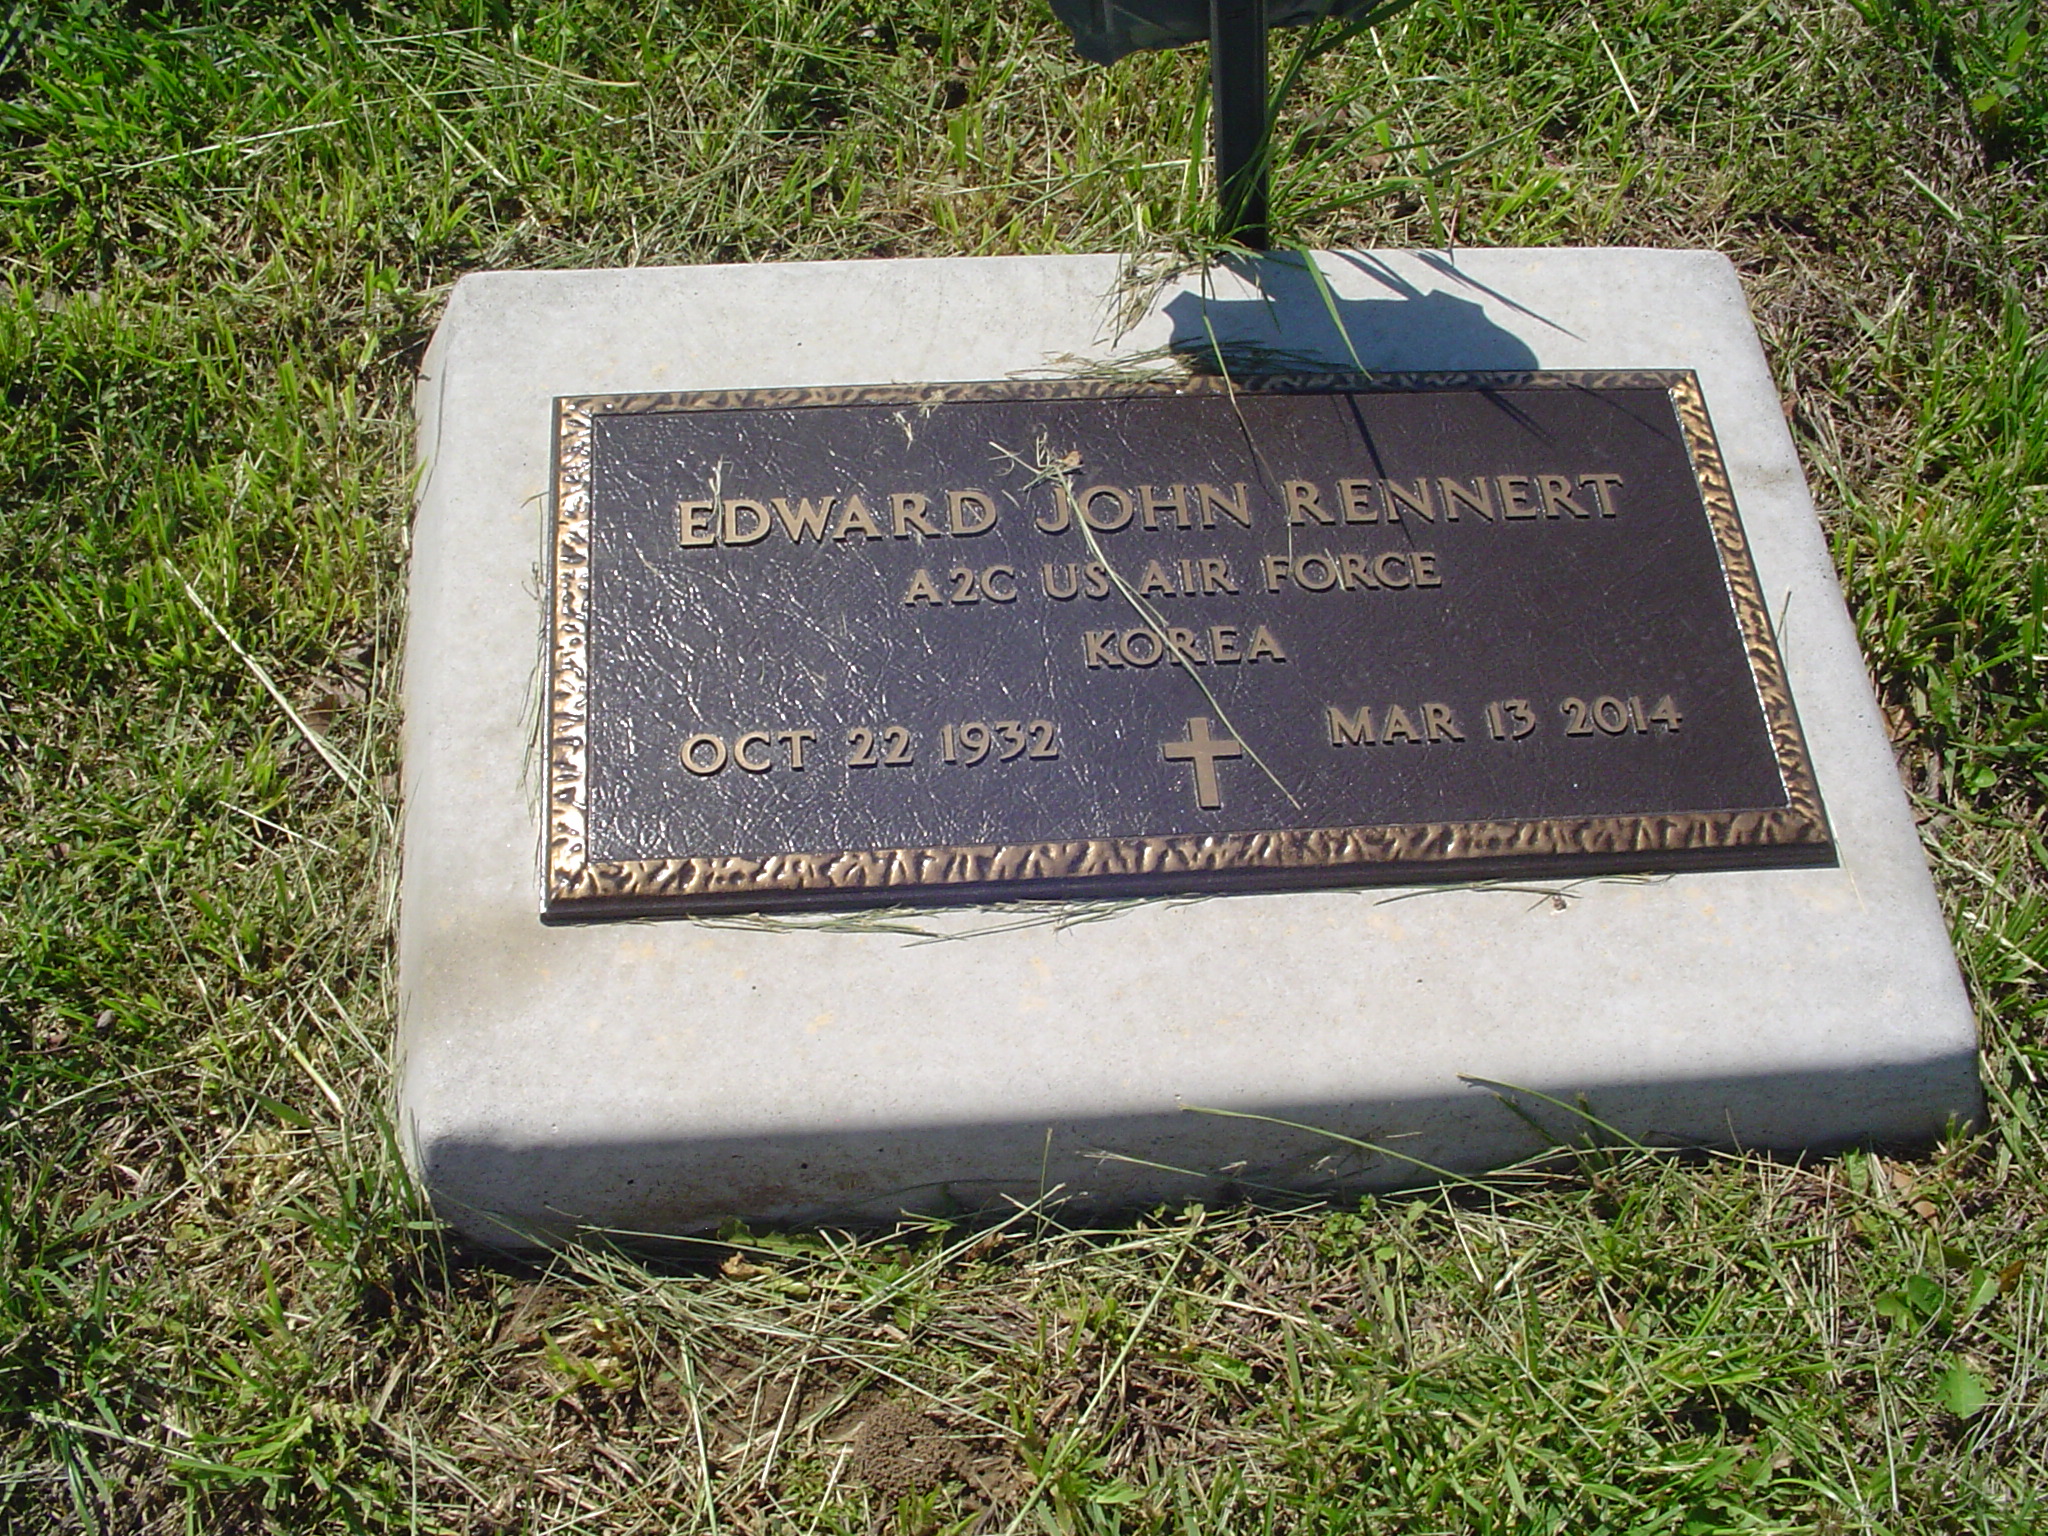 EDWARD JOHN RENNERT
A2C US AIR FORCE
KOREA
OCT 22 1932 MAR 13 2014